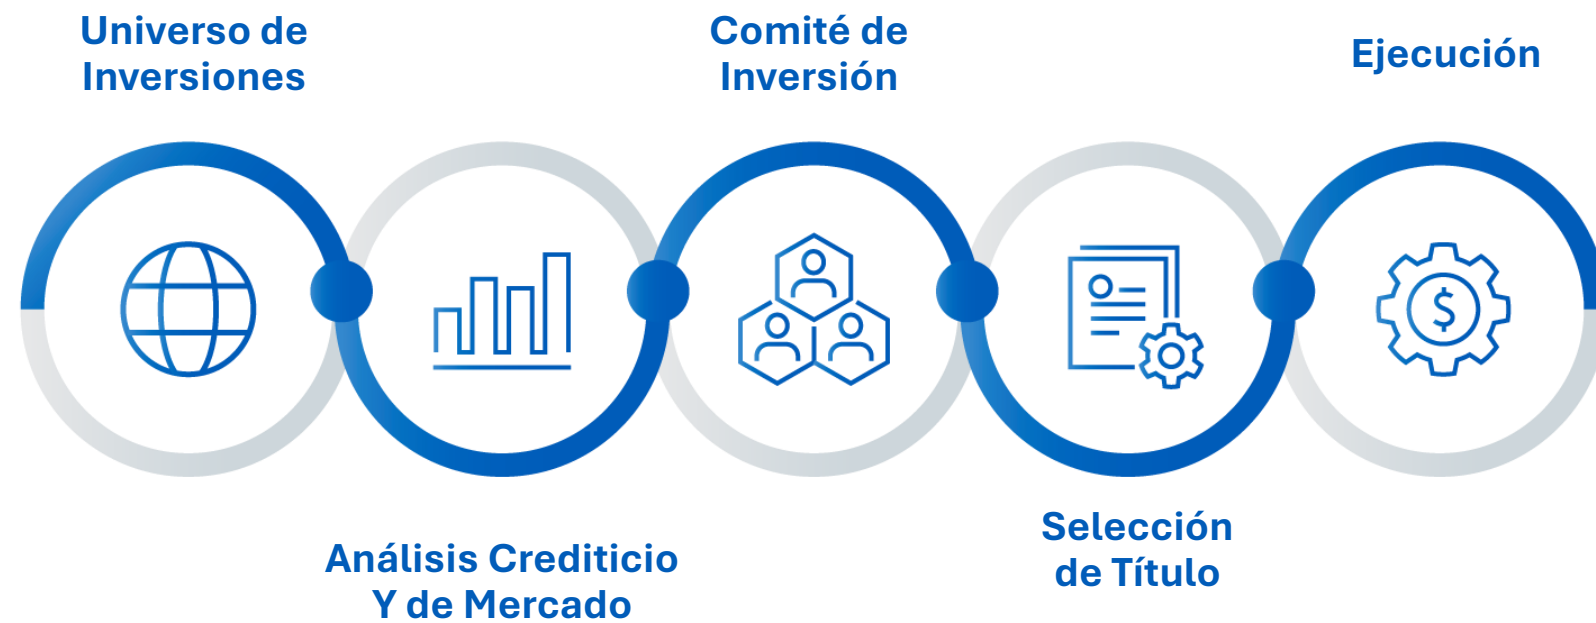 Universo de
Inversiones
Análisis Crediticio
Y de Mercado
Comité de
Inversión
Selección
de Título
Ejecución
$